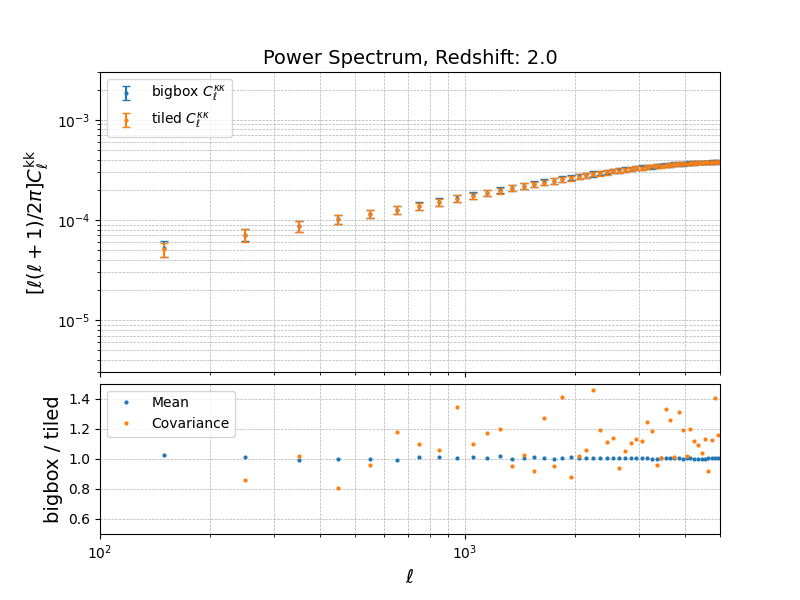 Power Spectrum, Redshift: 2.0
bigbox $C_\ell^{\kappa\kappa}$
tiled $C_\ell^{\kappa\kappa}$
$[\ell(\ell+1)/2\pi]C_\ell^{\mathrm{kk}}$
$10^{-3}$
$10^{-4}$
$10^{-5}$
Mean
Covariance
bigbox / tiled
1.4
1.2
1.0
0.8
0.6
$10^2$
$10^3$
$\ell$